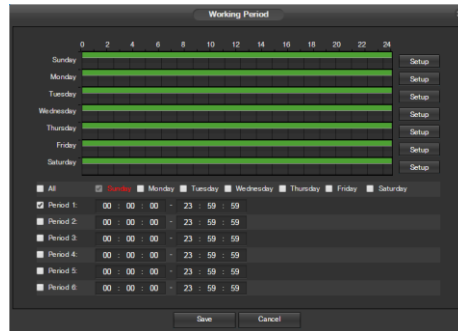 Working Period
0 2 4 6 8 10 12 14 16 18 20 22 24
Sunday Setup
Monday Setup
Tuesday Setup
Wednesday Setup
Thursday Setup
Friday Setup
Saturday Setup
All Sunday Monday Tuesday Wednesday Thursday Friday Saturday
Period 1: 00 : 00 : 00 - 23 : 59 : 59
Period 2: 00 : 00 : 00 - 23 : 59 : 59
Period 3: 00 : 00 : 00 - 23 : 59 : 59
Period 4: 00 : 00 : 00 - 23 : 59 : 59
Period 5: 00 : 00 : 00 - 23 : 59 : 59
Period 6: 00 : 00 : 00 - 23 : 59 : 59
Save Cancel